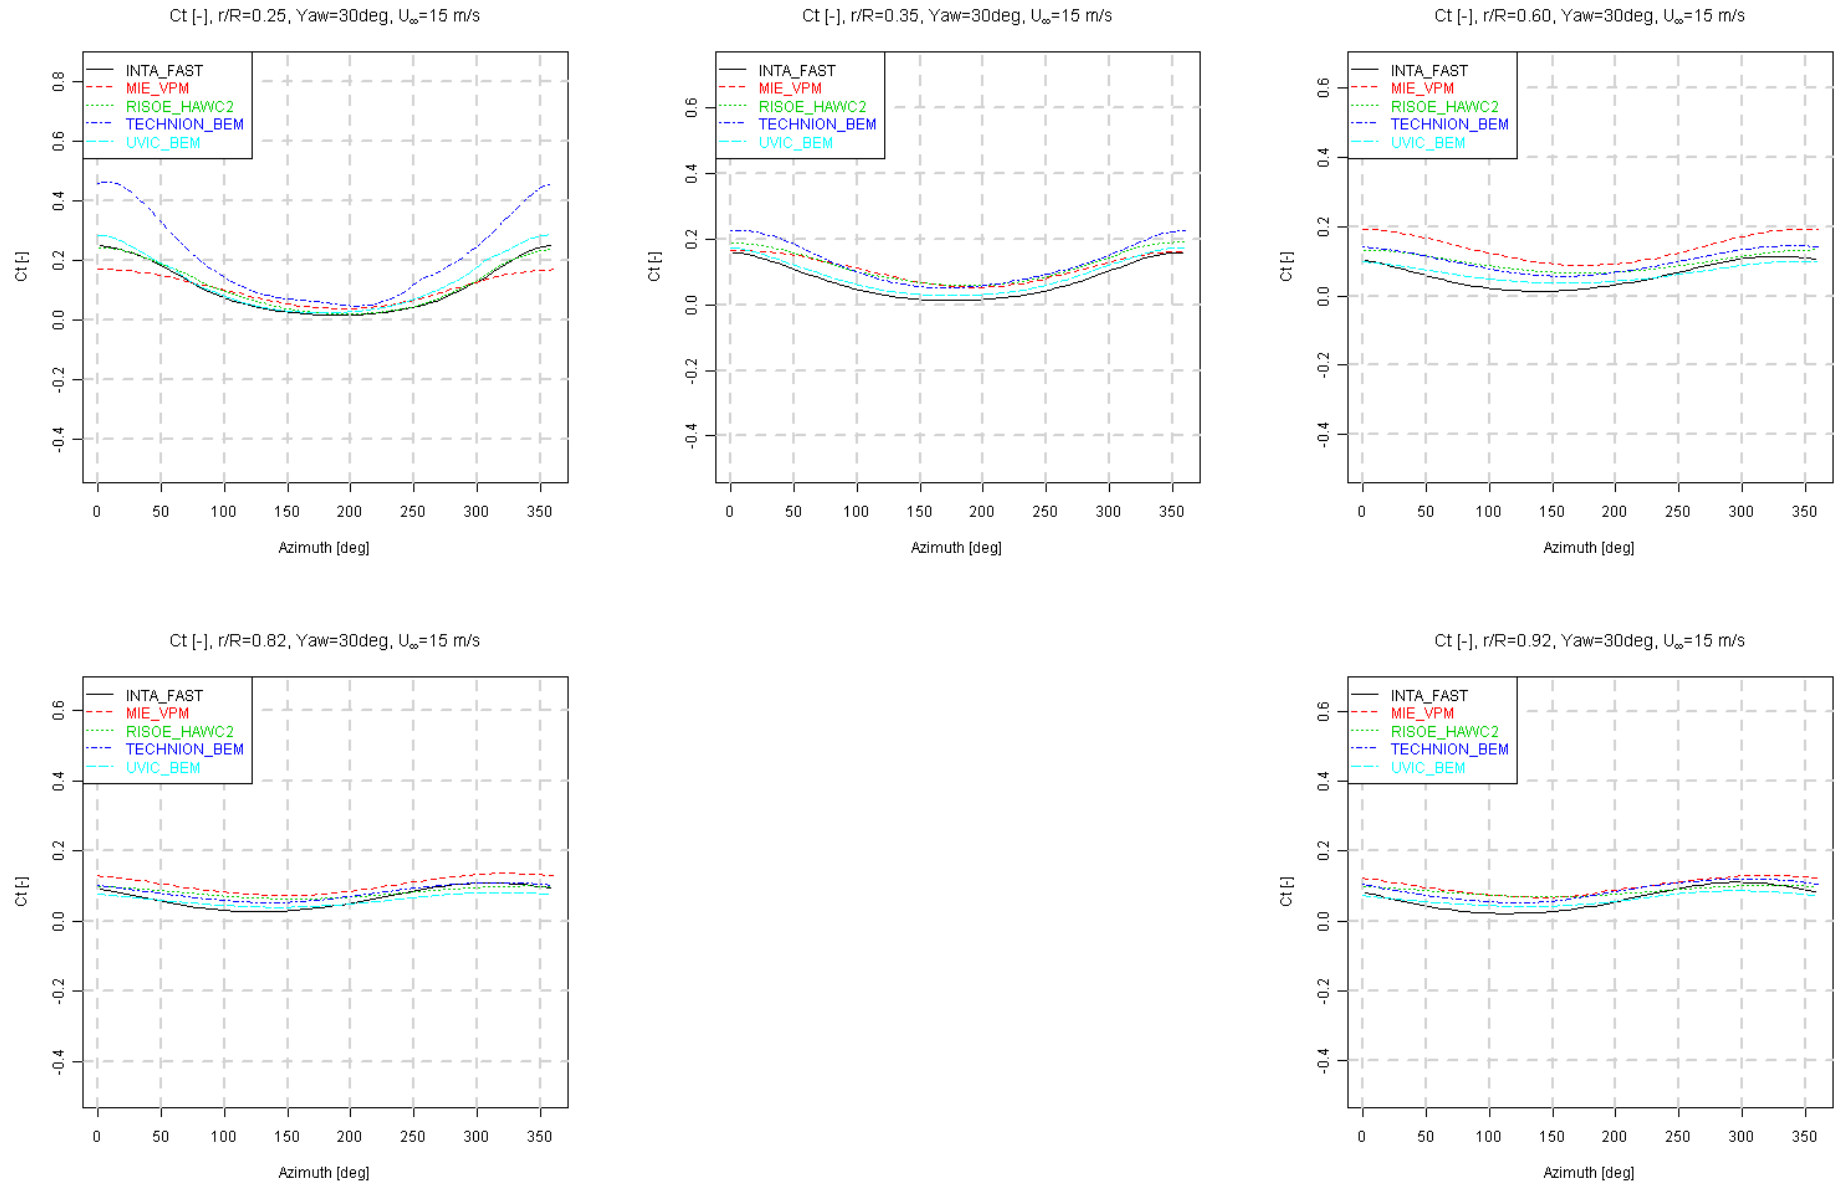 Ct [-], r/R=0.25, Yaw=30deg, U∞=15 m/s
INTA_FAST
MIE_VPM
RISOE_HAWC2
TECHNION_BEM
UVIC_BEM
Ct [-]
0.8
0.6
0.4
0.2
0.0
-0.2
-0.4
0 50 100 150 200 250 300 350
Azimuth [deg]
Ct [-], r/R=0.35, Yaw=30deg, U∞=15 m/s
INTA_FAST
MIE_VPM
RISOE_HAWC2
TECHNION_BEM
UVIC_BEM
Ct [-]
0.6
0.4
0.2
0.0
-0.2
-0.4
0 50 100 150 200 250 300 350
Azimuth [deg]
Ct [-], r/R=0.60, Yaw=30deg, U∞=15 m/s
INTA_FAST
MIE_VPM
RISOE_HAWC2
TECHNION_BEM
UVIC_BEM
Ct [-]
0.6
0.4
0.2
0.0
-0.2
-0.4
0 50 100 150 200 250 300 350
Azimuth [deg]
Ct [-], r/R=0.82, Yaw=30deg, U∞=15 m/s
INTA_FAST
MIE_VPM
RISOE_HAWC2
TECHNION_BEM
UVIC_BEM
Ct [-]
0.6
0.4
0.2
0.0
-0.2
-0.4
0 50 100 150 200 250 300 350
Azimuth [deg]
Ct [-], r/R=0.92, Yaw=30deg, U∞=15 m/s
INTA_FAST
MIE_VPM
RISOE_HAWC2
TECHNION_BEM
UVIC_BEM
Ct [-]
0.6
0.4
0.2
0.0
-0.2
-0.4
0 50 100 150 200 250 300 350
Azimuth [deg]